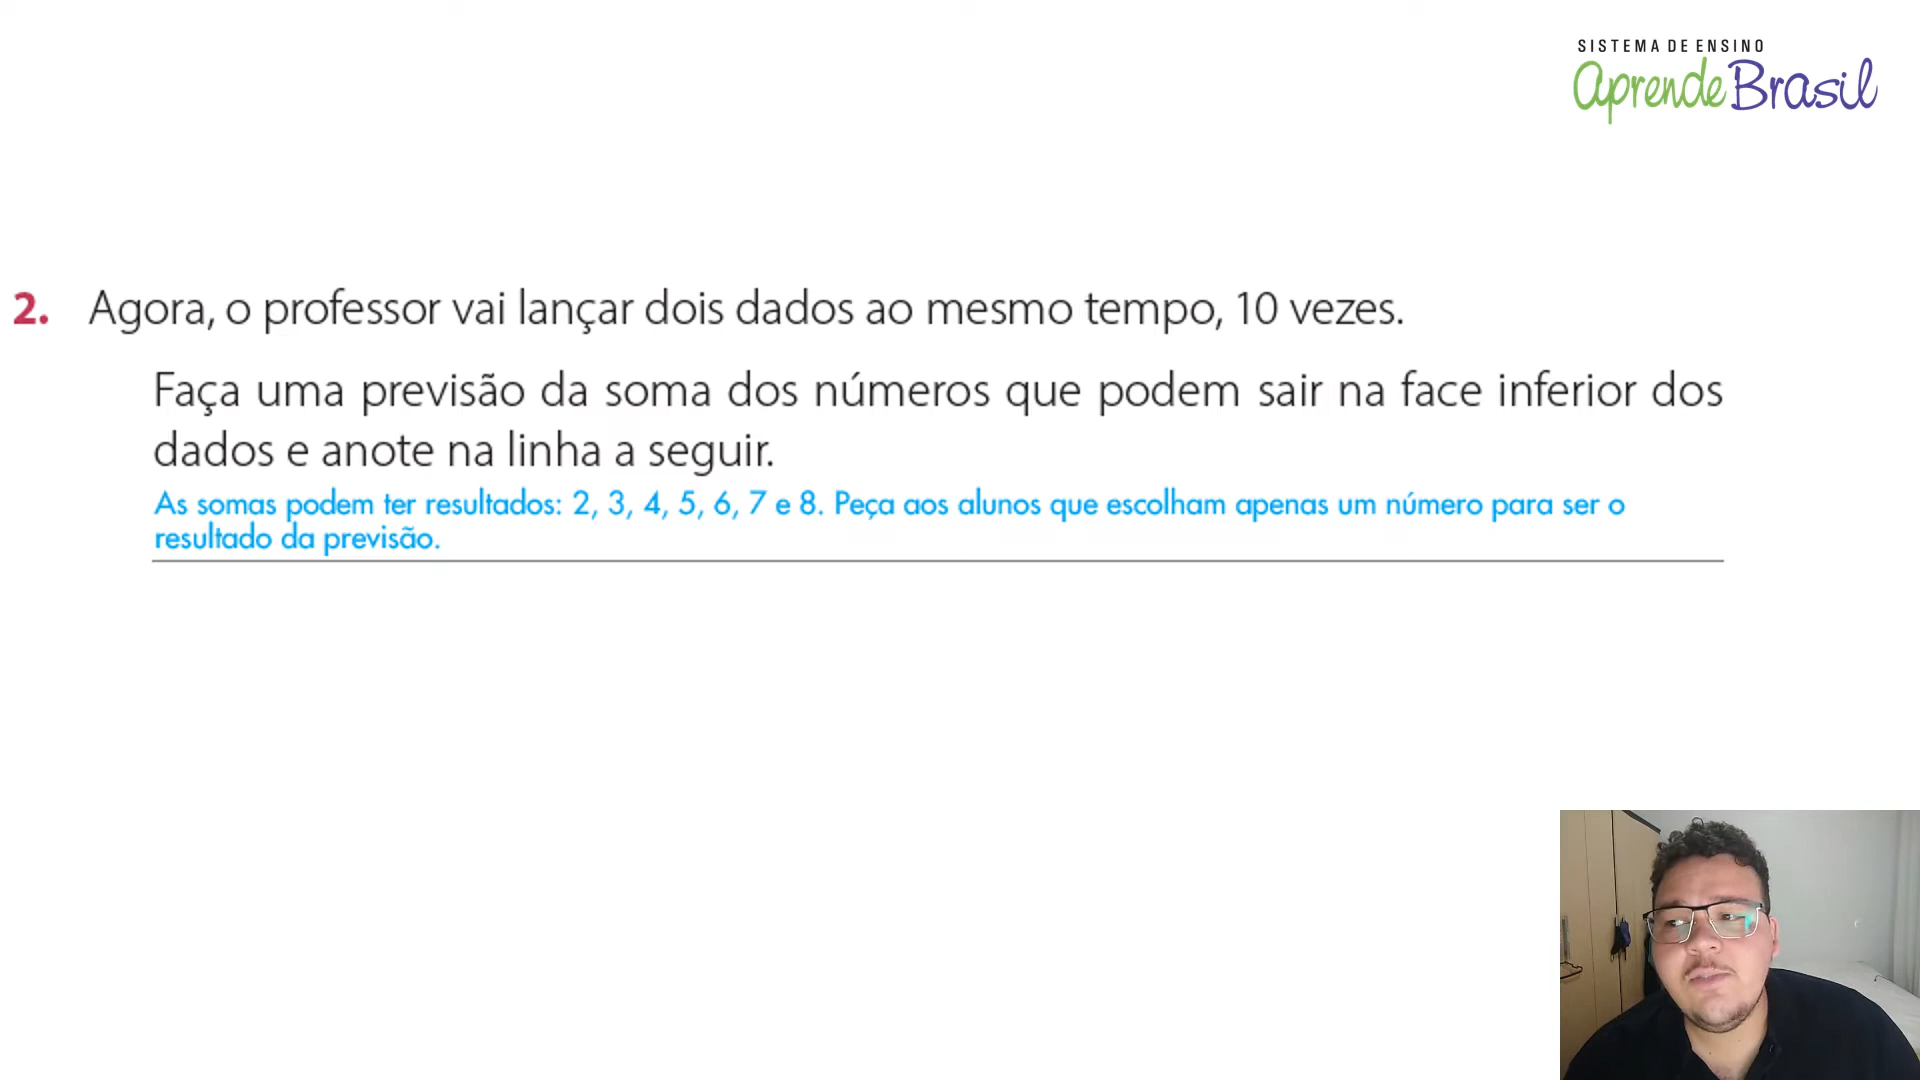 SISTEMA DE ENSINO
aprendeBrasil
2. Agora, o professor vai lançar dois dados ao mesmo tempo, 10 vezes.
Faça uma previsão da soma dos números que podem sair na face inferior dos
dados e anote na linha a seguir.
As somas podem ter resultados: 2, 3, 4, 5, 6, 7 e 8. Peça aos alunos que escolham apenas um número para ser o
resultado da previsão.